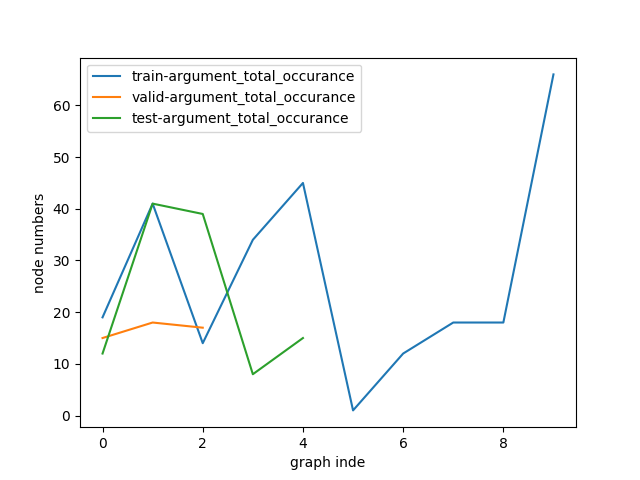 train-argument_total_occurance
valid-argument_total_occurance
test-argument_total_occurance
60
50
40
30
20
10
0
node numbers
0 2 4 6 8
graph inde